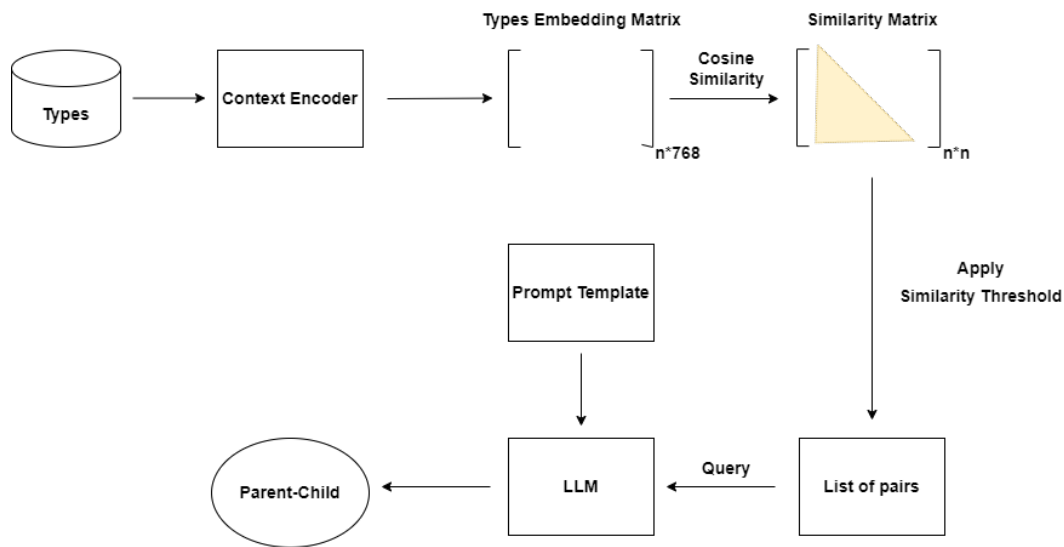 Types Embedding Matrix
Similarity Matrix
Types
Context Encoder
n*768
Cosine
Similarity
n*n
Apply
Similarity Threshold
Prompt Template
Parent-Child
LLM
Query
List of pairs